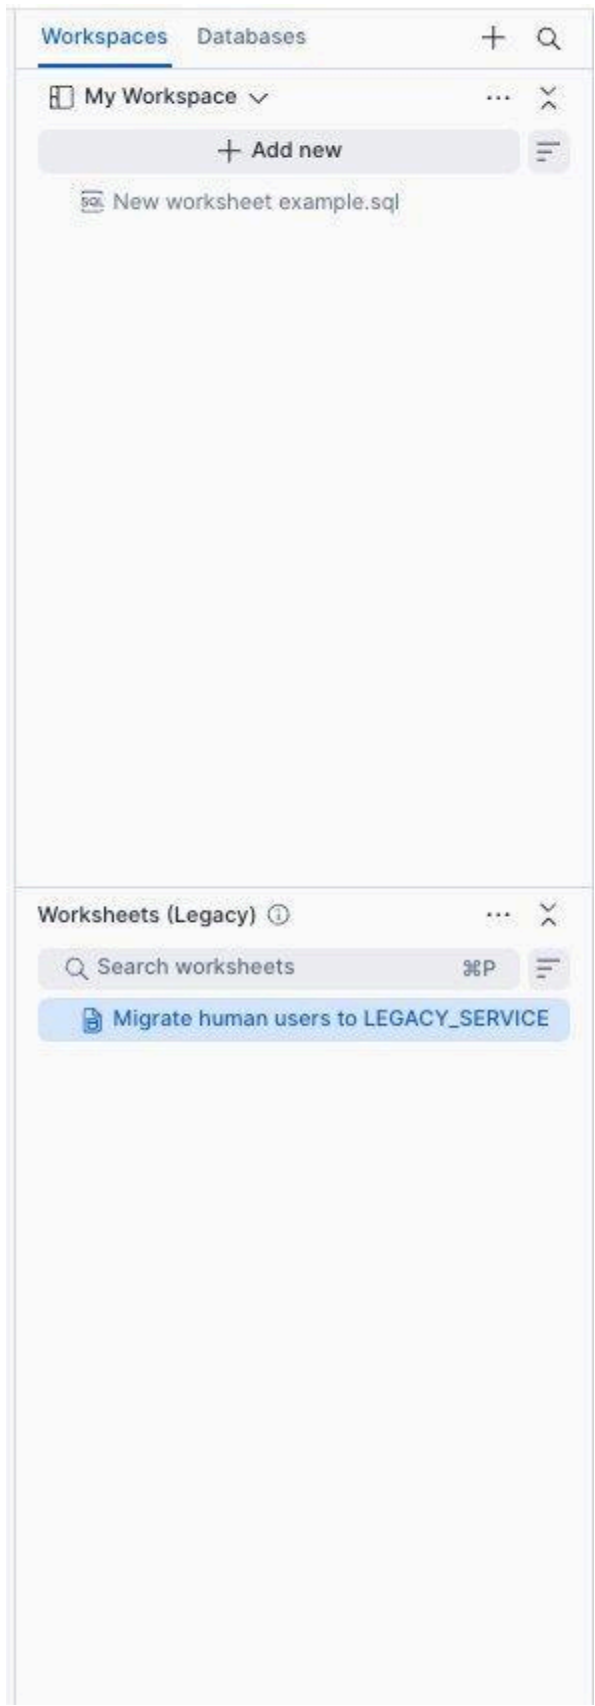 Workspaces Databases
My Workspace
Add new
SQL New worksheet example.sql
Worksheets (Legacy)
Search worksheets ⌘P
Migrate human users to LEGACY_SERVICE